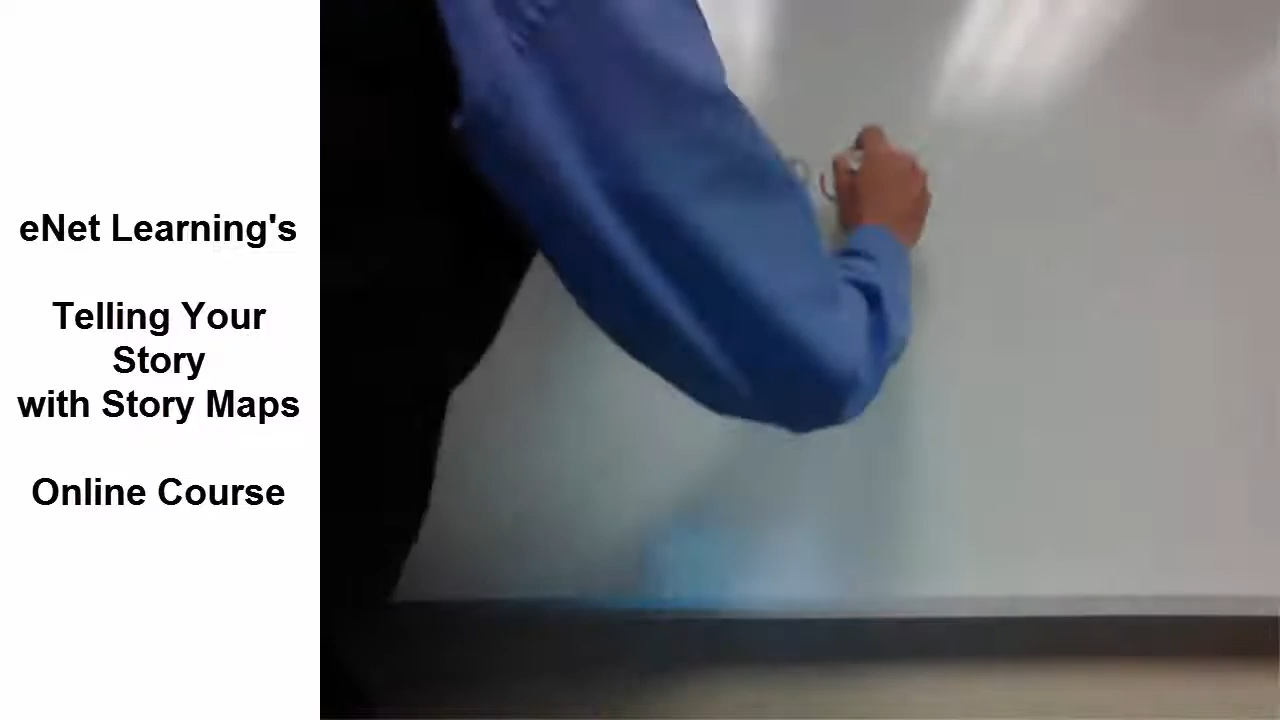 eNet Learning's
Telling Your
Story
with Story Maps
Online Course